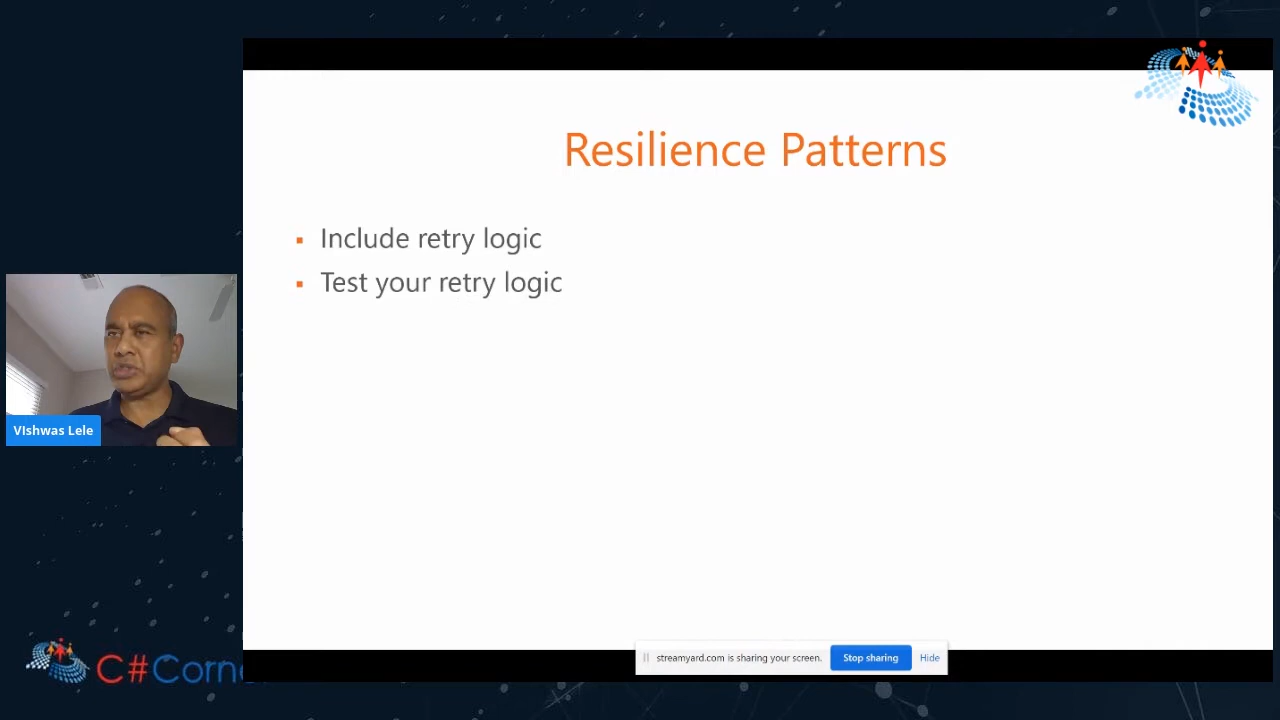 Resilience Patterns
Include retry logic
Test your retry logic
VIshwas Lele
C#Corne
streamyard.com is sharing your screen.
Stop sharing
Hide